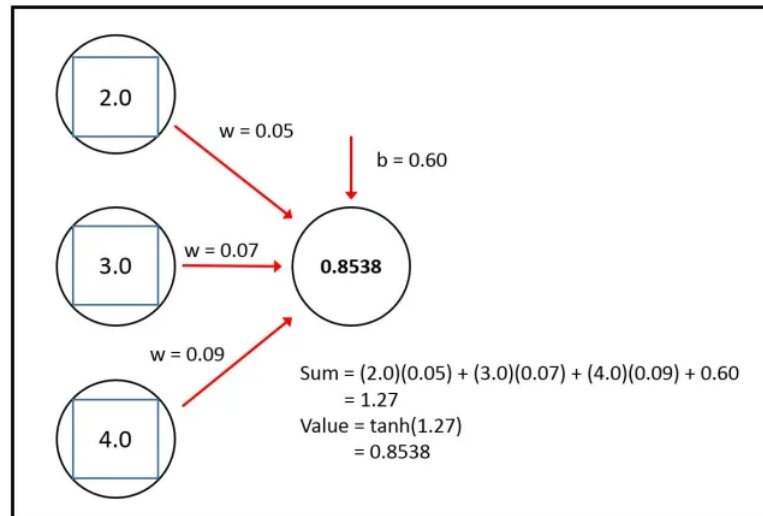 2.0
w = 0.05
b = 0.60
3.0
w = 0.07
0.8538
w = 0.09
4.0
Sum = (2.0)(0.05) + (3.0)(0.07) + (4.0)(0.09) + 0.60
= 1.27
Value = tanh(1.27)
= 0.8538